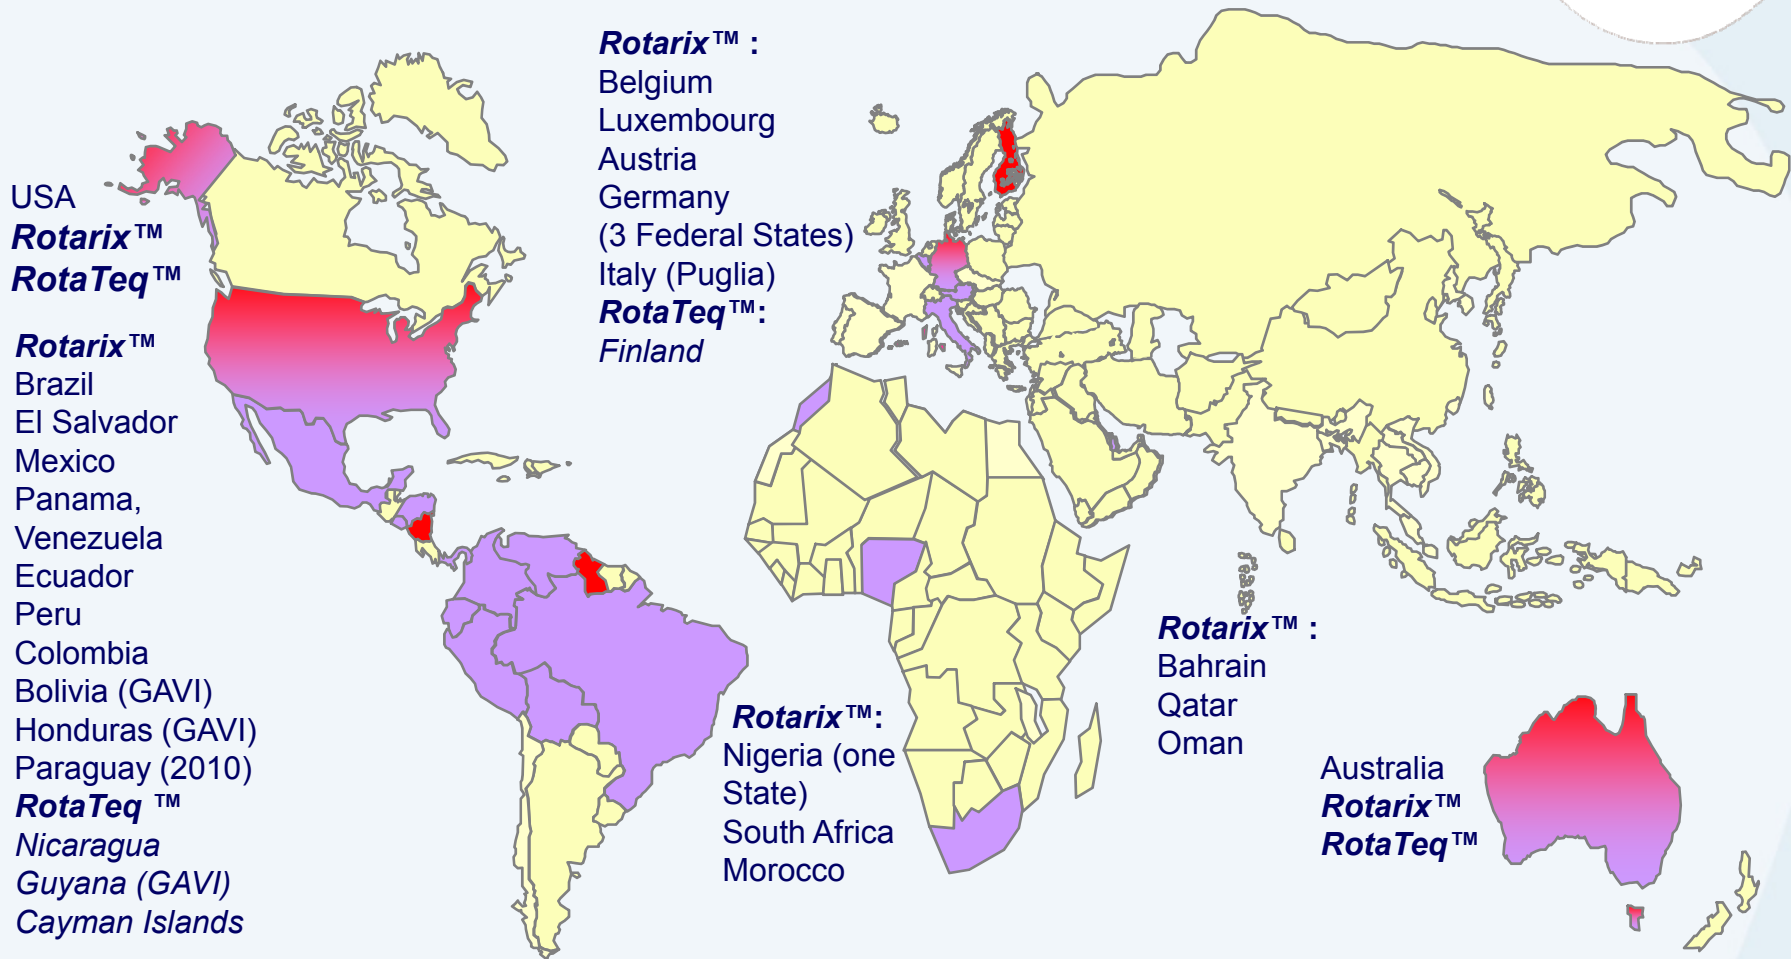 USA
Rotarix™
RotaTeq™
Rotarix™
Brazil
El Salvador
Mexico
Panama,
Venezuela
Ecuador
Peru
Colombia
Bolivia (GAVI)
Honduras (GAVI)
Paraguay (2010)
RotaTeq ™
Nicaragua
Guyana (GAVI)
Cayman Islands
Rotarix™ :
Belgium
Luxembourg
Austria
Germany
(3 Federal States)
Italy (Puglia)
RotaTeq™:
Finland
Rotarix™:
Nigeria (one
State)
South Africa
Morocco
Rotarix™ :
Bahrain
Qatar
Oman
Australia
Rotarix™
RotaTeq™